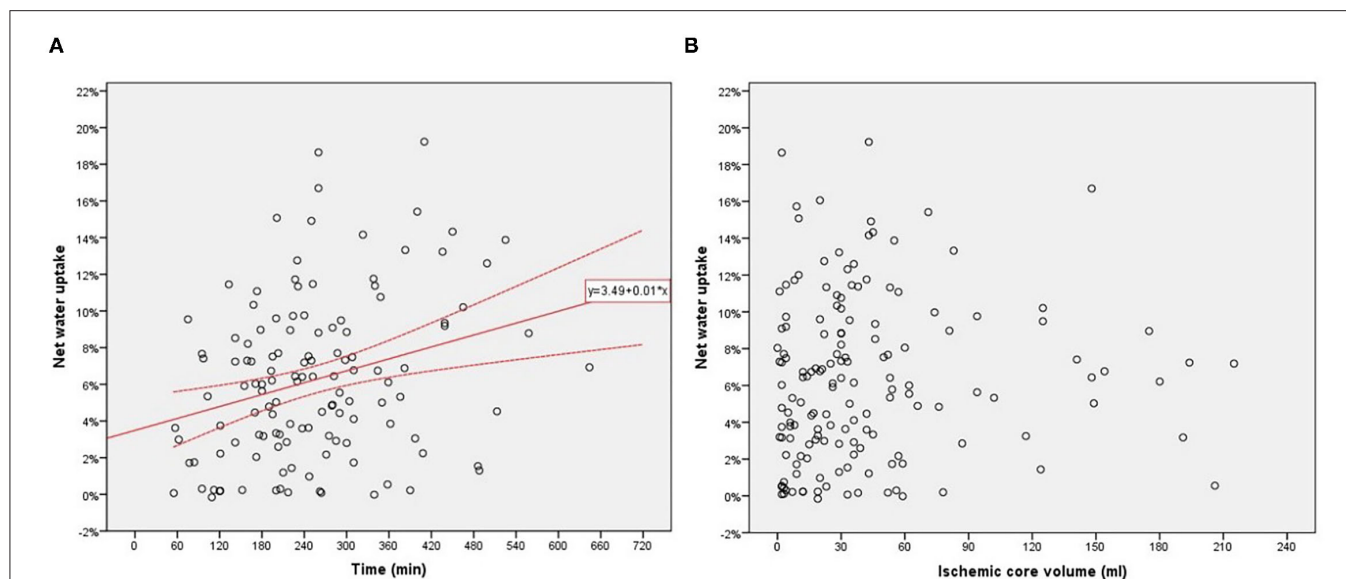 A
B
22%
20%
18%
16%
14%
12%
10%
8%
6%
4%
2%
0%
-2%
Net water uptake
y=3.49+0.01*x
0 60 120 180 240 300 360 420 480 540 600 660 720
Time (min)
22%
20%
18%
16%
14%
12%
10%
8%
6%
4%
2%
0%
-2%
Net water uptake
0 30 60 90 120 150 180 210 240
Ischemic core volume (ml)